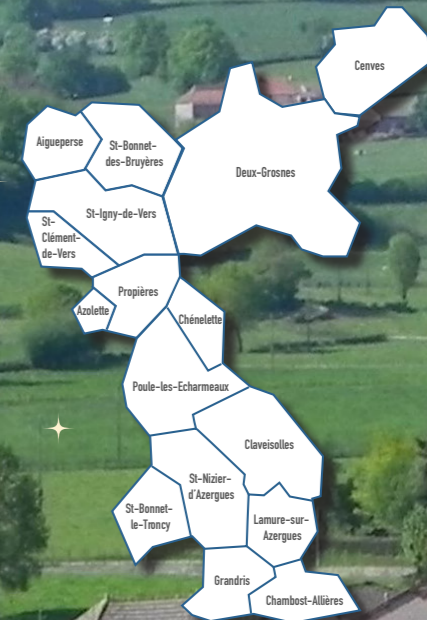 Cenves
Aigueperse
St-Bonnet-
des-Bruyères
Deux-Grosnes
St-Igny-de-Vers
St-
Clément-
de-Vers
Propières
Azolette
Chénelette
Poule-les-Echarmeaux
Claveisolles
St-Nizier-
d'Azergues
St-Bonnet-
le-Troncy
Lamure-sur-
Azergues
Grandris
Chambost-Allières